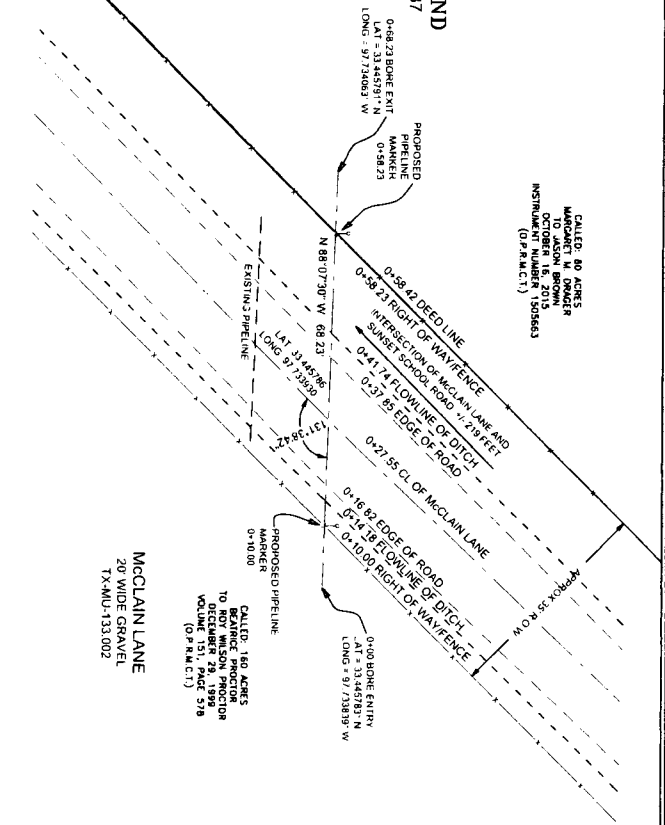 ND
37
0+68.23 BORE EXIT
LAT = 33.445791° N
LONG = 97.734063° W
PROPOSED
PIPELINE
MARKER
0+58.23
CALLED: 80 ACRES
MARGARET M. DRAGER
TO JASON BROWN
OCTOBER 16, 2015
INSTRUMENT NUMBER 1505663
(O.P.R.M.C.T.)
N 88°07'30" W 68.23'
0+58.42 DEED LINE
0+58.23 RIGHT OF WAY/FENCE
INTERSECTION OF McCLAIN LANE AND
SUNSET SCHOOL ROAD +/- 219 FEET
0+41.74 FLOWLINE OF DITCH
0+37.85 EDGE OF ROAD
EXISTING PIPELINE
LAT 33.445786
LONG 97.733930
131°38'42"
0+27.55 CL OF McCLAIN LANE
0+16.82 EDGE OF ROAD
0+14.18 FLOWLINE OF DITCH
0+10.00 RIGHT OF WAY/FENCE
APPROX 35' R.O.W.
PROPOSED PIPELINE
MARKER
0+10.00
0+00 BORE ENTRY
LAT = 33.445783° N
LONG = 97.733839° W
CALLED: 160 ACRES
BEATRICE PROCTOR
TO ROY WILSON PROCTOR
DECEMBER 29, 1999
VOLUME 151, PAGE 578
(O.P.R.M.C.T.)
McCLAIN LANE
20' WIDE GRAVEL
TX-MU-133.002